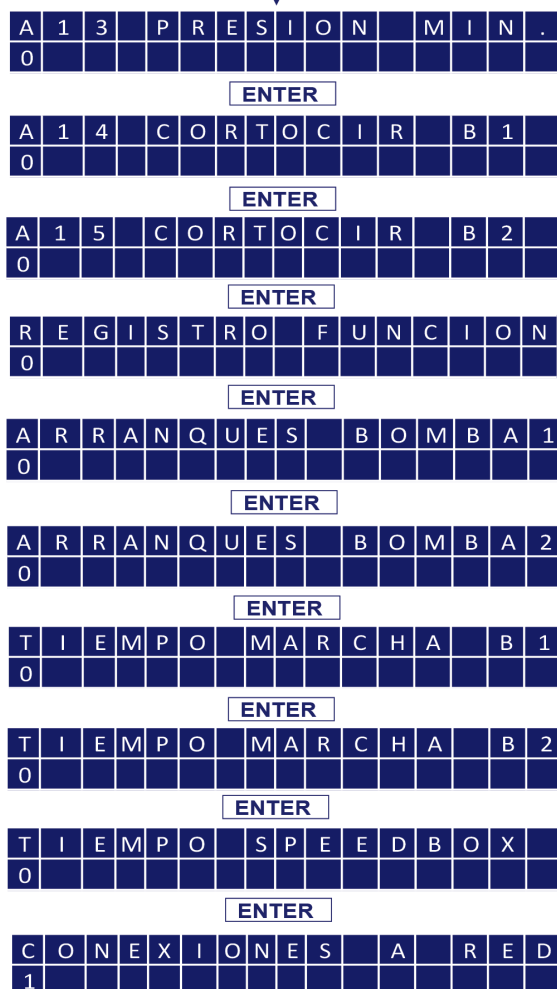 A13 PRESION MIN.
0
ENTER
A14 CORTOCIR B1
0
ENTER
A15 CORTOCIR B2
0
ENTER
REGISTRO FUNCION
0
ENTER
ARRANQUES BOMBA1
0
ENTER
ARRANQUES BOMBA2
0
ENTER
TIEMPO MARCHA B1
0
ENTER
TIEMPO MARCHA B2
0
ENTER
TIEMPO SPEEDBOX
0
ENTER
CONEXIONES A RED
1